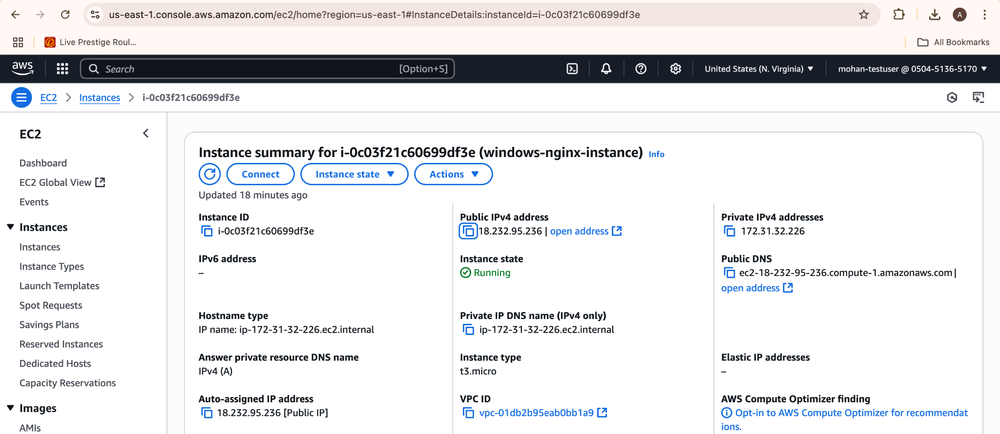 us-east-1.console.aws.amazon.com/ec2/home?region=us-east-1#InstanceDetails:instanceId=i-0c03f21c60699df3e
A
Live Prestige Roul...
All Bookmarks
aws
Search
[Option+S]
United States (N. Virginia)
mohan-testuser @ 0504-5136-5170
EC2
Instances
i-0c03f21c60699df3e
EC2
Dashboard
EC2 Global View
Events
Instances
Instances
Instance Types
Launch Templates
Spot Requests
Savings Plans
Reserved Instances
Dedicated Hosts
Capacity Reservations
Images
AMIs
Instance summary for i-0c03f21c60699df3e (windows-nginx-instance) Info
Connect
Instance state
Actions
Updated 18 minutes ago
Instance ID
i-0c03f21c60699df3e
Public IPv4 address
18.232.95.236 | open address
Private IPv4 addresses
172.31.32.226
IPv6 address
–
Instance state
Running
Public DNS
ec2-18-232-95-236.compute-1.amazonaws.com |
open address
Hostname type
IP name: ip-172-31-32-226.ec2.internal
Private IP DNS name (IPv4 only)
ip-172-31-32-226.ec2.internal
Answer private resource DNS name
IPv4 (A)
Instance type
t3.micro
Elastic IP addresses
–
Auto-assigned IP address
18.232.95.236 [Public IP]
VPC ID
vpc-01db2b95eab0bb1a9
AWS Compute Optimizer finding
Opt-in to AWS Compute Optimizer for recommendat
ions.